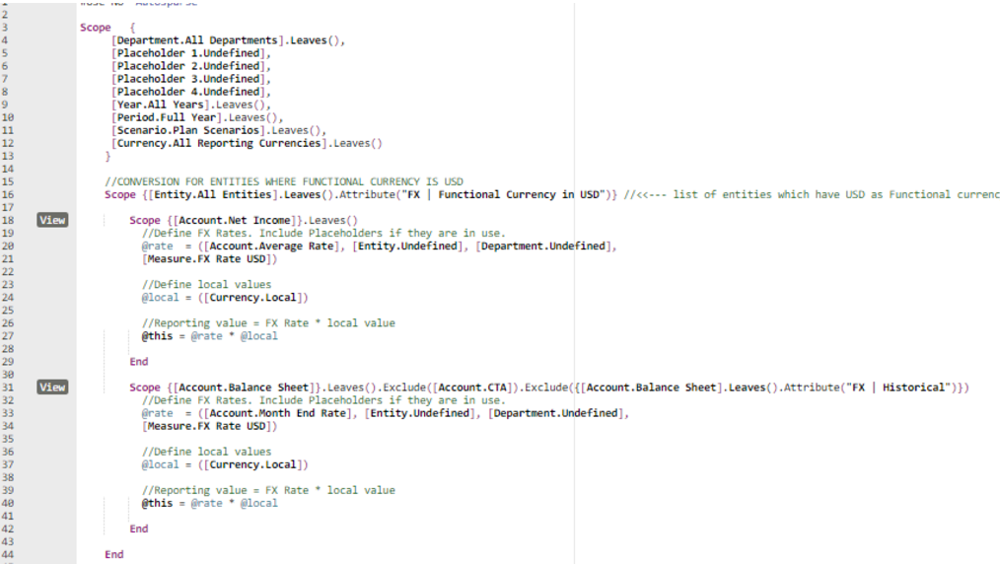 2
3 Scope {
4 [Department.All Departments].Leaves(),
5 [Placeholder 1.Undefined],
6 [Placeholder 2.Undefined],
7 [Placeholder 3.Undefined],
8 [Placeholder 4.Undefined],
9 [Year.All Years].Leaves(),
10 [Period.Full Year].Leaves(),
11 [Scenario.Plan Scenarios].Leaves(),
12 [Currency.All Reporting Currencies].Leaves()
13 }
14
15 //CONVERSION FOR ENTITIES WHERE FUNCTIONAL CURRENCY IS USD
16 Scope {[Entity.All Entities].Leaves().Attribute("FX | Functional Currency in USD")} //<<--- list of entities which have USD as Functional currenc
17
18 View Scope {[Account.Net Income]}.Leaves()
19 //Define FX Rates. Include Placeholders if they are in use.
20 @rate = ([Account.Average Rate], [Entity.Undefined], [Department.Undefined],
21 [Measure.FX Rate USD])
22
23 //Define local values
24 @local = ([Currency.Local])
25
26 //Reporting value = FX Rate * local value
27 @this = @rate * @local
28
29 End
30
31 View Scope {[Account.Balance Sheet]}.Leaves().Exclude([Account.CTA]).Exclude({[Account.Balance Sheet].Leaves().Attribute("FX | Historical")})
32 //Define FX Rates. Include Placeholders if they are in use.
33 @rate = ([Account.Month End Rate], [Entity.Undefined], [Department.Undefined],
34 [Measure.FX Rate USD])
35
36 //Define local values
37 @local = ([Currency.Local])
38
39 //Reporting value = FX Rate * local value
40 @this = @rate * @local
41
42 End
43
44 End